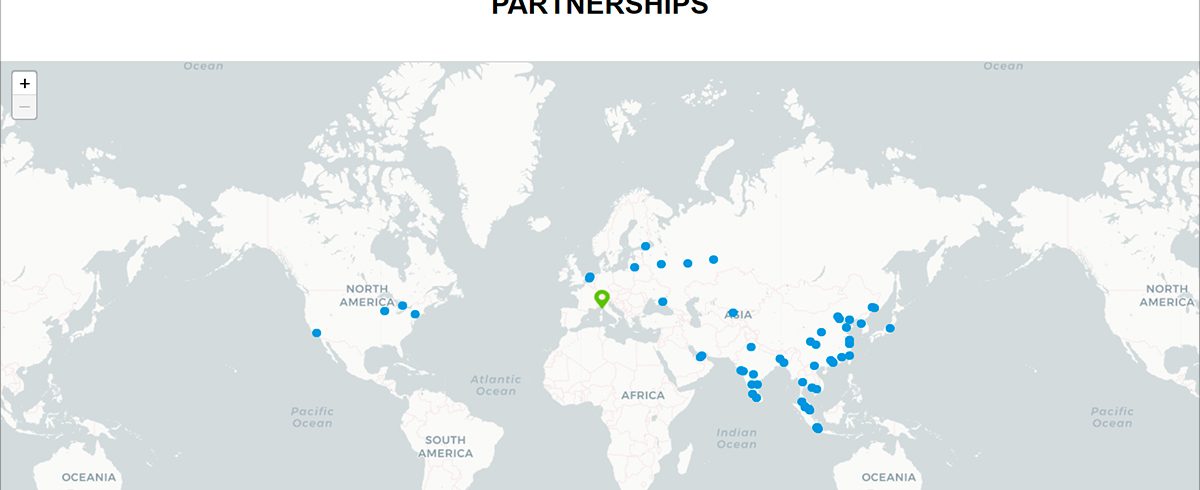 PARTNERSHIPS
Ocean
Ocean
+
−
NORTH
AMERICA
NORTH
AMERICA
ASIA
Atlantic
Ocean
AFRICA
Pacific
Ocean
Pacific
Ocean
Indian
Ocean
SOUTH
AMERICA
OCEANIA
OCEANIA